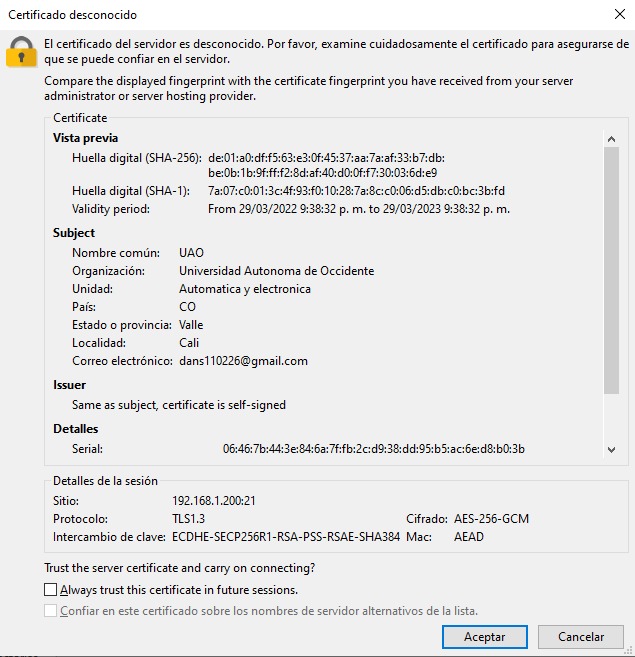 Certificado desconocido
El certificado del servidor es desconocido. Por favor, examine cuidadosamente el certificado para asegurarse de
que se puede confiar en el servidor.
Compare the displayed fingerprint with the certificate fingerprint you have received from your server
administrator or server hosting provider.
Certificate
Vista previa
Huella digital (SHA-256): de:01:a0:df:f5:63:e3:0f:45:37:aa:7a:af:33:b7:db:
be:0b:1b:9f:ff:f2:8d:af:40:d0:0f:f7:30:03:6d:e9
Huella digital (SHA-1): 7a:07:c0:01:3c:4f:93:f0:10:28:7a:8c:c0:06:d5:db:c0:bc:3b:fd
Validity period: From 29/03/2022 9:38:32 p. m. to 29/03/2023 9:38:32 p. m.
Subject
Nombre común: UAO
Organización: Universidad Autonoma de Occidente
Unidad: Automatica y electronica
País: CO
Estado o provincia: Valle
Localidad: Cali
Correo electrónico: dans110226@gmail.com
Issuer
Same as subject, certificate is self-signed
Detalles
Serial: 06:46:7b:44:3e:84:6a:7f:fb:2c:d9:38:dd:95:b5:ac:6e:d8:b0:3b
Detalles de la sesión
Sitio: 192.168.1.200:21
Protocolo: TLS1.3 Cifrado: AES-256-GCM
Intercambio de clave: ECDHE-SECP256R1-RSA-PSS-RSAE-SHA384 Mac: AEAD
Trust the server certificate and carry on connecting?
Always trust this certificate in future sessions.
Confiar en este certificado sobre los nombres de servidor alternativos de la lista.
Aceptar Cancelar